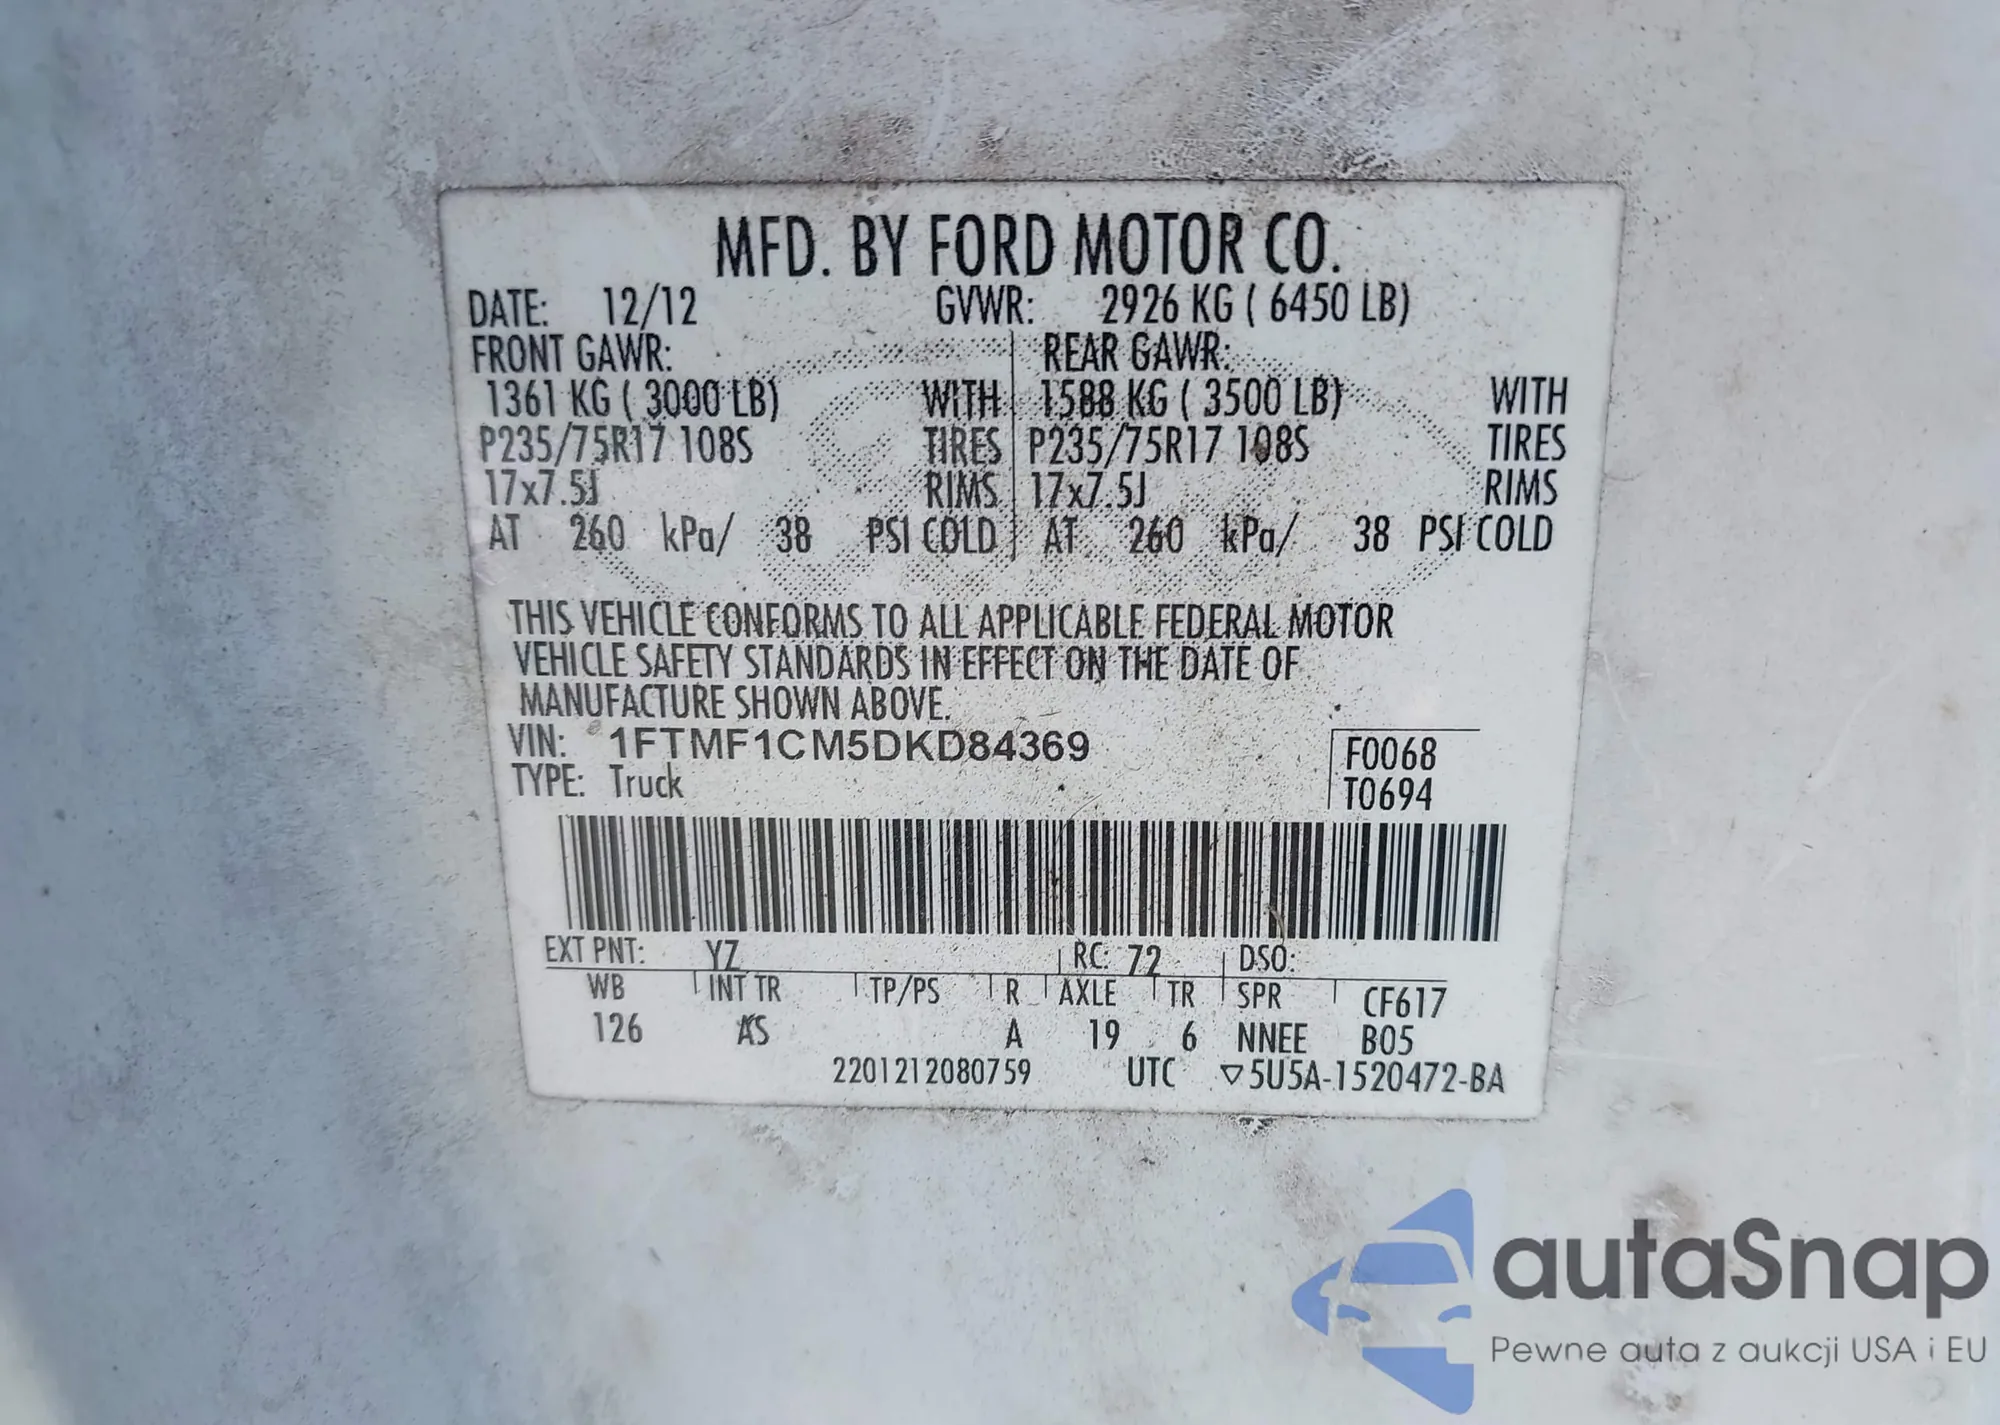 MFD. BY FORD MOTOR CO.
DATE: 12/12 GVWR: 2926 KG ( 6450 LB)
FRONT GAWR: REAR GAWR:
1361 KG ( 3000 LB) WITH 1588 KG ( 3500 LB) WITH
P235/75R17 108S TIRES P235/75R17 108S TIRES
17x7.5J RIMS 17x7.5J RIMS
AT 260 kPa/ 38 PSI COLD AT 260 kPa/ 38 PSI COLD
THIS VEHICLE CONFORMS TO ALL APPLICABLE FEDERAL MOTOR
VEHICLE SAFETY STANDARDS IN EFFECT ON THE DATE OF
MANUFACTURE SHOWN ABOVE.
VIN: 1FTMF1CM5DKD84369 F0068
TYPE: Truck T0694
EXT PNT: YZ RC: 72 DSO:
WB INT TR TP/PS R AXLE TR SPR CF617
126 AS A 19 6 NNEE B05
2201212080759 UTC ▽5U5A-1520472-BA
autaSnap
Pewne auta z aukcji USA i EU